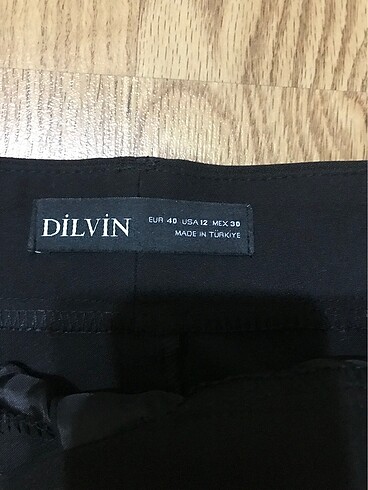 DİLVİN
EUR 40 USA 12 MEX 30
MADE IN TÜRKİYE